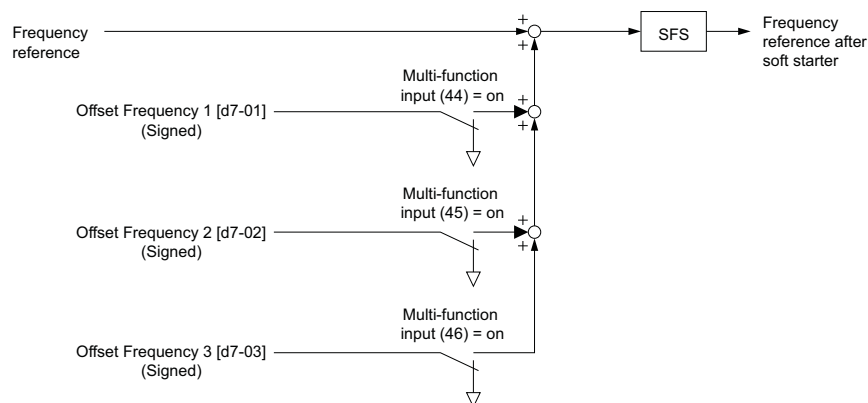 Frequency
reference
+
+
SFS
Frequency
reference after
soft starter
Multi-function
input (44) = on
Offset Frequency 1 [d7-01]
(Signed)
+
+
Multi-function
input (45) = on
Offset Frequency 2 [d7-02]
(Signed)
+
+
Multi-function
input (46) = on
Offset Frequency 3 [d7-03]
(Signed)